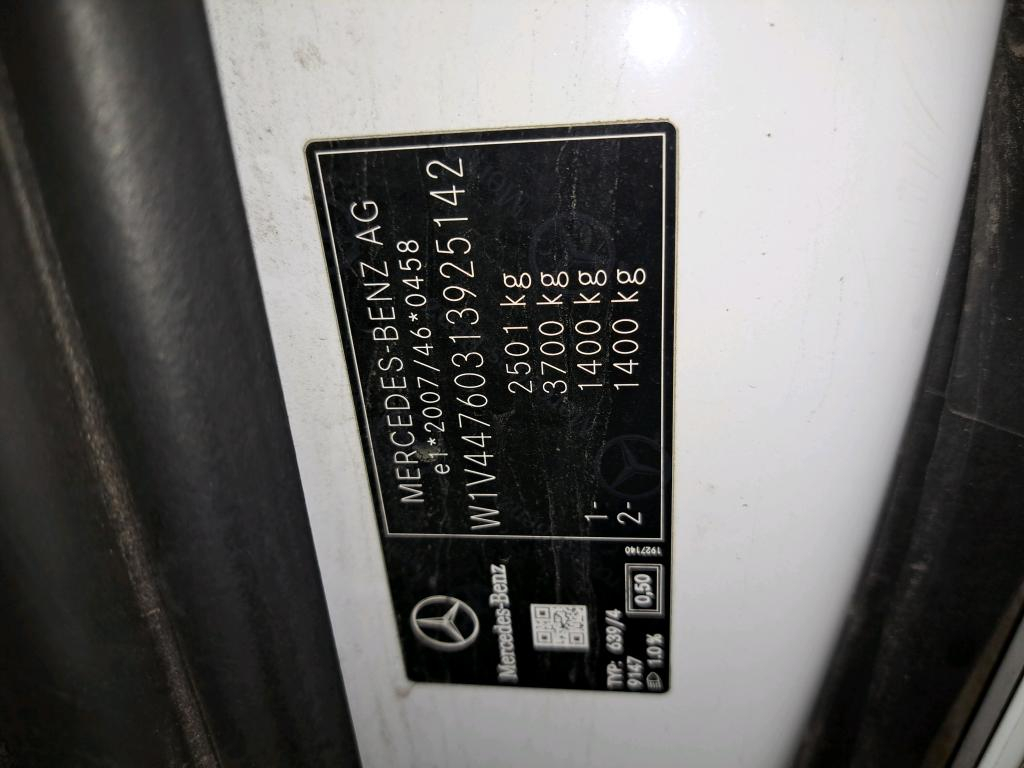 MERCEDES-BENZ AG
e1*2007/46*0458
W1V44760313925142
2501 kg
3700 kg
1- 1400 kg
2- 1400 kg
Mercedes-Benz
TYP: 639/4
9147
1.0%
0,50
1927140